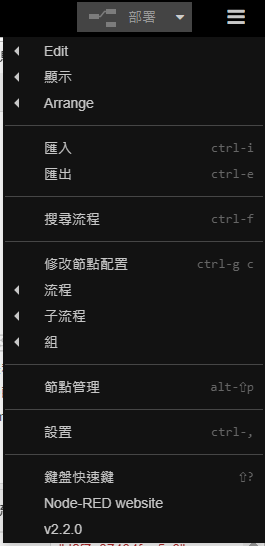 部署
Edit
顯示
Arrange
匯入 ctrl-i
匯出 ctrl-e
搜尋流程 ctrl-f
修改節點配置 ctrl-g c
流程
子流程
組
節點管理 alt-⇧p
設置 ctrl-,
鍵盤快速鍵 ⇧?
Node-RED website
v2.2.0